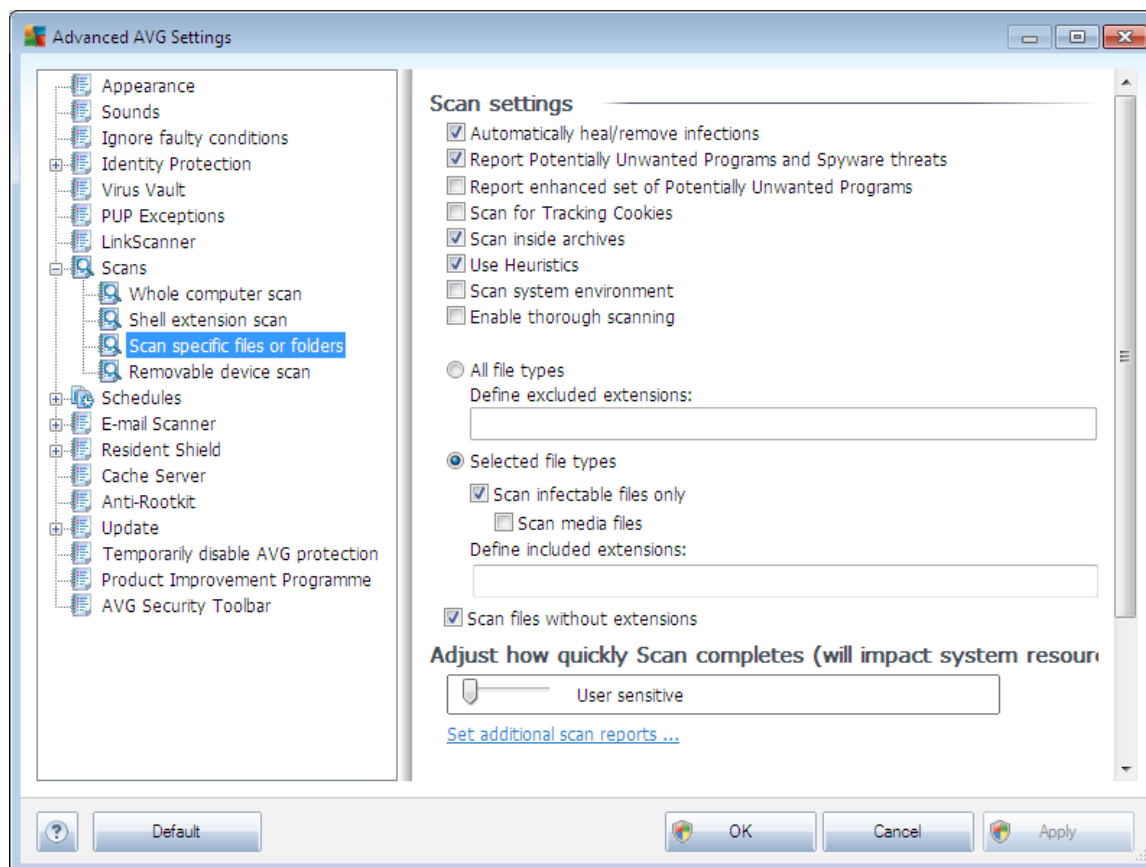 Advanced AVG Settings
Appearance
Sounds
Ignore faulty conditions
Identity Protection
Virus Vault
PUP Exceptions
LinkScanner
Scans
Whole computer scan
Shell extension scan
Scan specific files or folders
Removable device scan
Schedules
E-mail Scanner
Resident Shield
Cache Server
Anti-Rootkit
Update
Temporarily disable AVG protection
Product Improvement Programme
AVG Security Toolbar
Scan settings
Automatically heal/remove infections
Report Potentially Unwanted Programs and Spyware threats
Report enhanced set of Potentially Unwanted Programs
Scan for Tracking Cookies
Scan inside archives
Use Heuristics
Scan system environment
Enable thorough scanning
All file types
Define excluded extensions:
Selected file types
Scan infectable files only
Scan media files
Define included extensions:
Scan files without extensions
Adjust how quickly Scan completes (will impact system resour
User sensitive
Set additional scan reports ...
?
Default
OK
Cancel
Apply